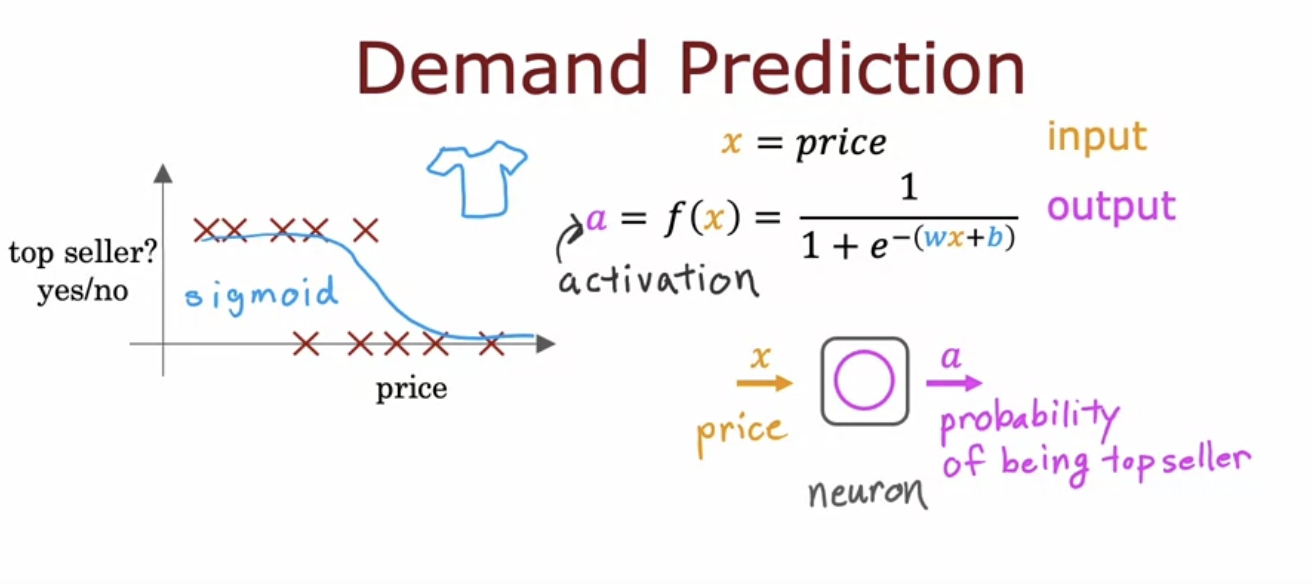 Demand Prediction
x = price
input
a = f(x) = 1 / (1 + e^−(wx+b))
output
activation
top seller?
yes/no
sigmoid
price
x
a
price
probability
of being top seller
neuron